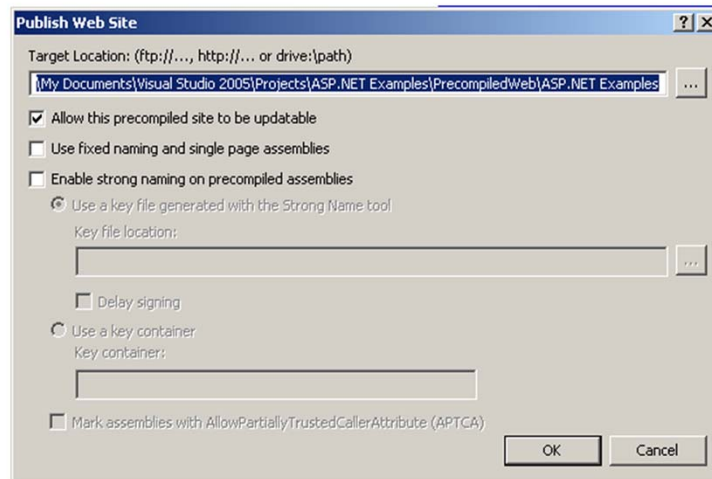 Publish Web Site
Target Location: (ftp://..., http://... or drive:\path)
\My Documents\Visual Studio 2005\Projects\ASP.NET Examples\PrecompiledWeb\ASP.NET Examples
...
Allow this precompiled site to be updatable
Use fixed naming and single page assemblies
Enable strong naming on precompiled assemblies
Use a key file generated with the Strong Name tool
Key file location:
...
Delay signing
Use a key container
Key container:
Mark assemblies with AllowPartiallyTrustedCallerAttribute (APTCA)
OK Cancel